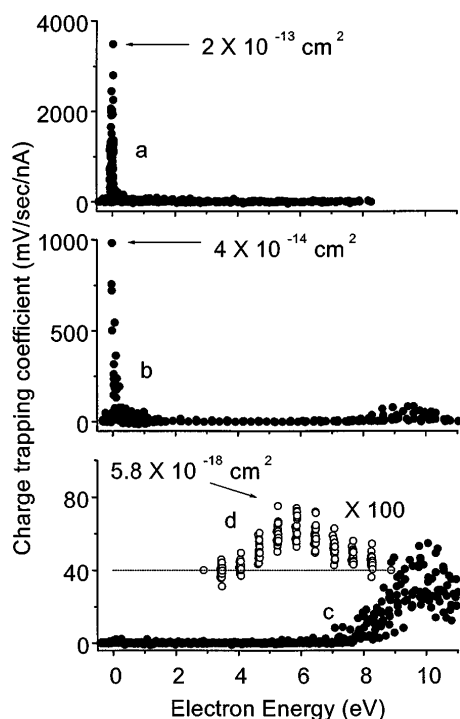 4000
2 X 10 -13 cm 2
a
2000
0
1000
4 X 10 -14 cm 2
500
b
0
5.8 X 10 -18 cm 2
80
d
X 100
40
c
0
0 2 4 6 8 10
Electron Energy (eV)
Charge trapping coefficient (mV/sec/nA)